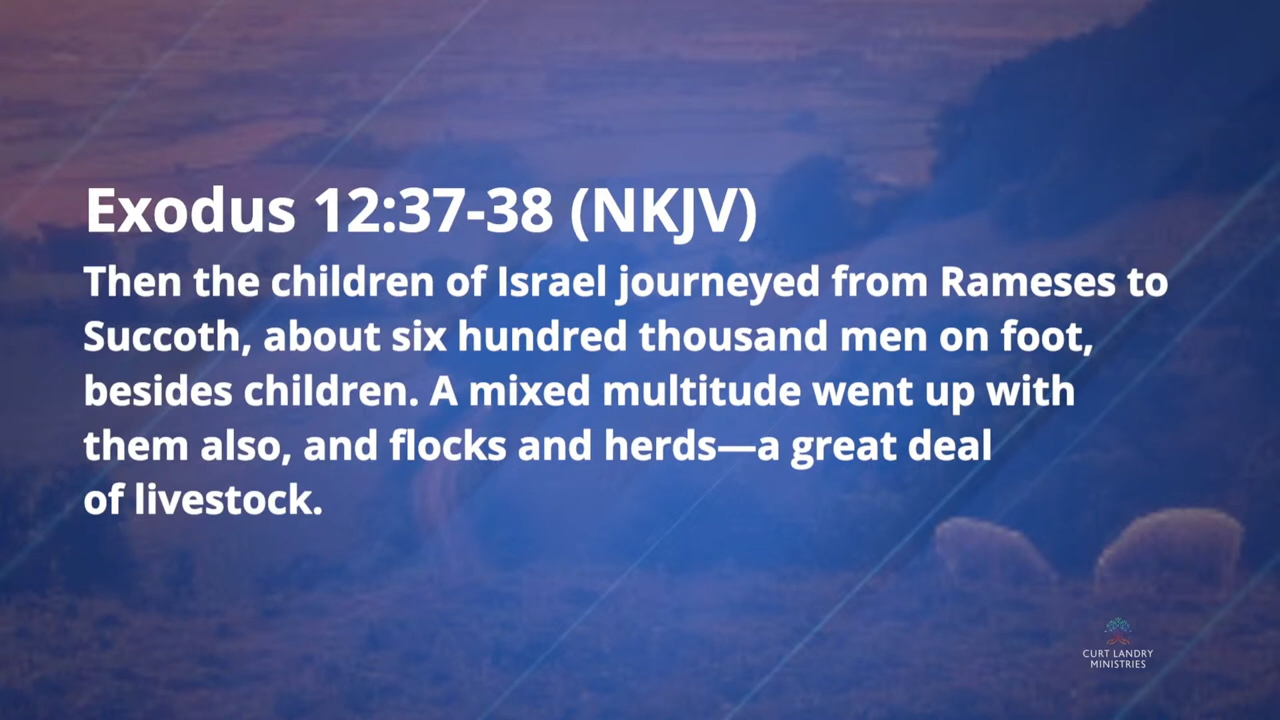 Exodus 12:37-38 (NKJV)
Then the children of Israel journeyed from Rameses to
Succoth, about six hundred thousand men on foot,
besides children. A mixed multitude went up with
them also, and flocks and herds—a great deal
of livestock.
CURT LANDRY
MINISTRIES